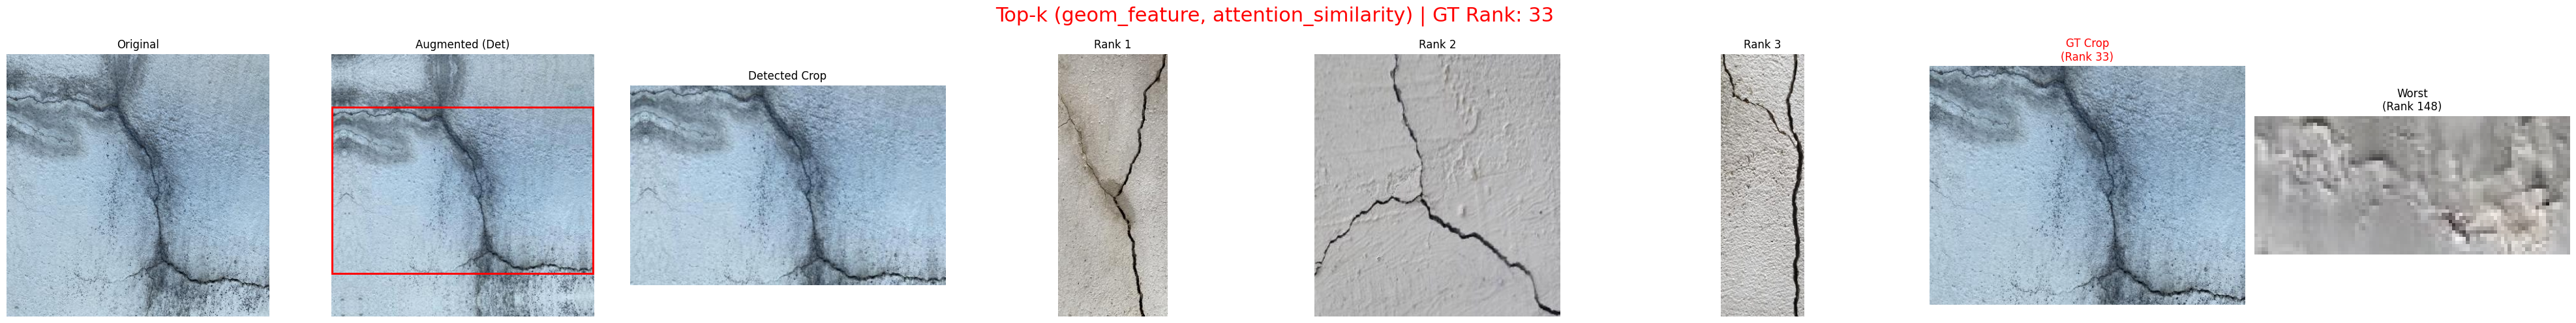 Top-k (geom_feature, attention_similarity) | GT Rank: 33
Original
Augmented (Det)
Detected Crop
Rank 1
Rank 2
Rank 3
GT Crop
(Rank 33)
Worst
(Rank 148)